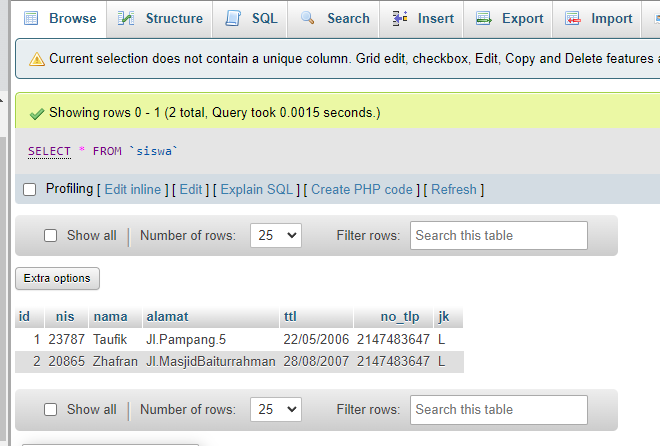 Browse Structure SQL Search Insert Export Import
Current selection does not contain a unique column. Grid edit, checkbox, Edit, Copy and Delete features
Showing rows 0 - 1 (2 total, Query took 0.0015 seconds.)
SELECT * FROM `siswa`
Profiling [ Edit inline ] [ Edit ] [ Explain SQL ] [ Create PHP code ] [ Refresh ]
Show all | Number of rows: 25 Filter rows: Search this table
Extra options
id nis nama alamat ttl no_tlp jk
1 23787 Taufik Jl.Pampang.5 22/05/2006 2147483647 L
2 20865 Zhafran Jl.MasjidBaiturrahman 28/08/2007 2147483647 L
Show all | Number of rows: 25 Filter rows: Search this table